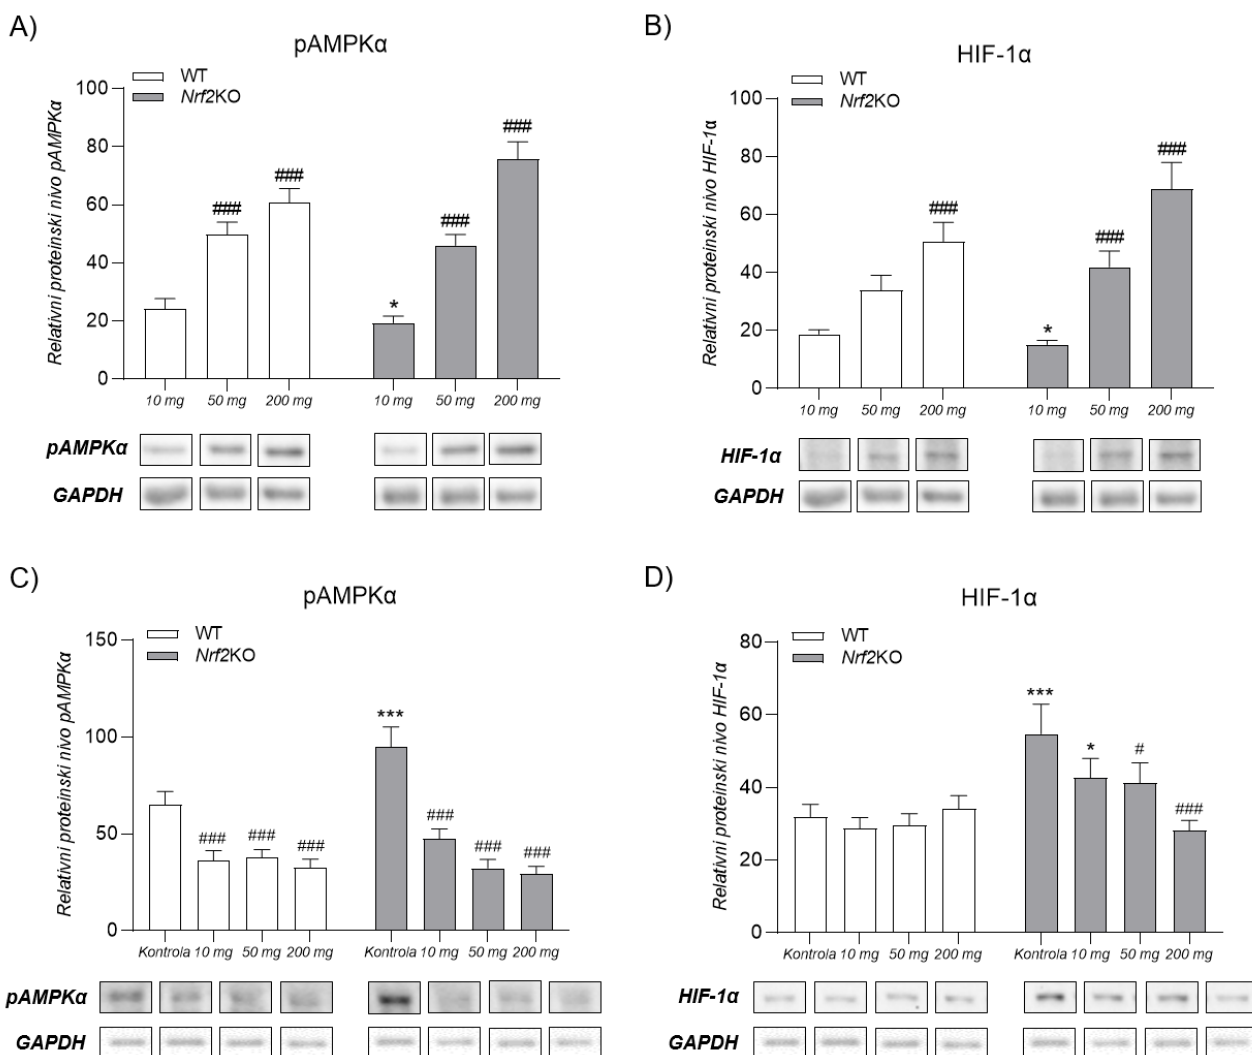 A)
pAMPKα
WT
Nrf2KO
Relativni proteinski nivo pAMPKα
100
80
60
40
20
0
###
###
*
###
###
10 mg 50 mg 200 mg 10 mg 50 mg 200 mg
pAMPKα
GAPDH
B)
HIF-1α
WT
Nrf2KO
Relativni proteinski nivo HIF-1α
100
80
60
40
20
0
###
*
###
###
10 mg 50 mg 200 mg 10 mg 50 mg 200 mg
HIF-1α
GAPDH
C)
pAMPKα
WT
Nrf2KO
Relativni proteinski nivo pAMPKα
150
100
50
0
### ### ###
***
### ### ###
Kontrola 10 mg 50 mg 200 mg Kontrola 10 mg 50 mg 200 mg
pAMPKα
GAPDH
D)
HIF-1α
WT
Nrf2KO
Relativni proteinski nivo HIF-1α
80
60
40
20
0
***
*
#
###
Kontrola 10 mg 50 mg 200 mg Kontrola 10 mg 50 mg 200 mg
HIF-1α
GAPDH